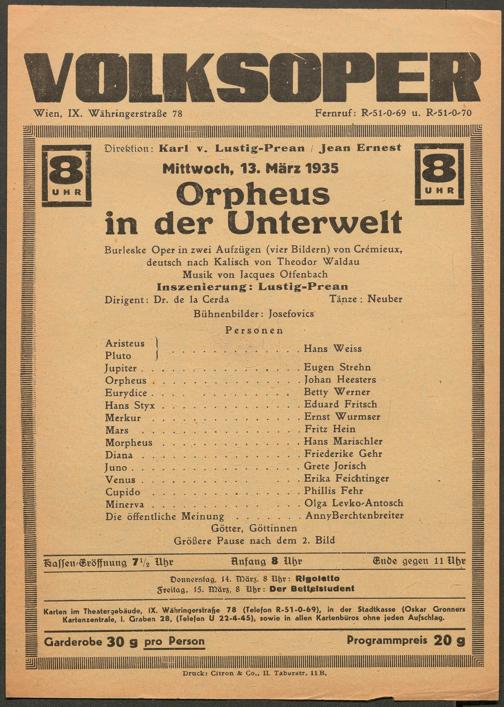 VOLKSOPER
Wien, IX. Währingerstraße 78 Fernruf: R-51-0-69 u. R-51-0-70
Direktion: Karl v. Lustig-Prean / Jean Ernest
8 UHR
8 UHR
Mittwoch, 13. März 1935
Orpheus
in der Unterwelt
Burleske Oper in zwei Aufzügen (vier Bildern) von Crémieux,
deutsch nach Kalisch von Theodor Waldau
Musik von Jacques Offenbach
Inszenierung: Lustig-Prean
Dirigent: Dr. de la Cerda Tänze: Neuber
Bühnenbilder: Josefovics
Personen
Aristeus
Pluto } . . . . . . . . . . . Hans Weiss
Jupiter . . . . . . . . . . . Eugen Strehn
Orpheus . . . . . . . . . . . Johan Heesters
Eurydice . . . . . . . . . . . Betty Werner
Hans Styx . . . . . . . . . . . Eduard Fritsch
Merkur . . . . . . . . . . . Ernst Wurmser
Mars . . . . . . . . . . . Fritz Hein
Morpheus . . . . . . . . . . . Hans Marischler
Diana . . . . . . . . . . . Friederike Gehr
Juno . . . . . . . . . . . Grete Jorisch
Venus . . . . . . . . . . . Erika Feichtinger
Cupido . . . . . . . . . . . Phillis Fehr
Minerva . . . . . . . . . . . Olga Levko-Antosch
Die öffentliche Meinung . . . . . . . AnnyBerchtenbreiter
Götter, Göttinnen
Größere Pause nach dem 2. Bild
Kassen-Eröffnung 7½ Uhr Anfang 8 Uhr Ende gegen 11 Uhr
Donnerstag, 14. März, 8 Uhr: Rigoletto
Freitag, 15. März, 8 Uhr: Der Bettelstudent
Karten im Theatergebäude, IX. Währingerstraße 78 (Telefon R-51-0-69), in der Stadtkasse (Oskar Gronners
Kartenzentrale, I. Graben 28, (Telefon U 22-4-45), sowie in allen Kartenbüros ohne jeden Aufschlag.
Garderobe 30 g pro Person Programmpreis 20 g
Druck: Citron & Co., II. Taborstr. 11B.